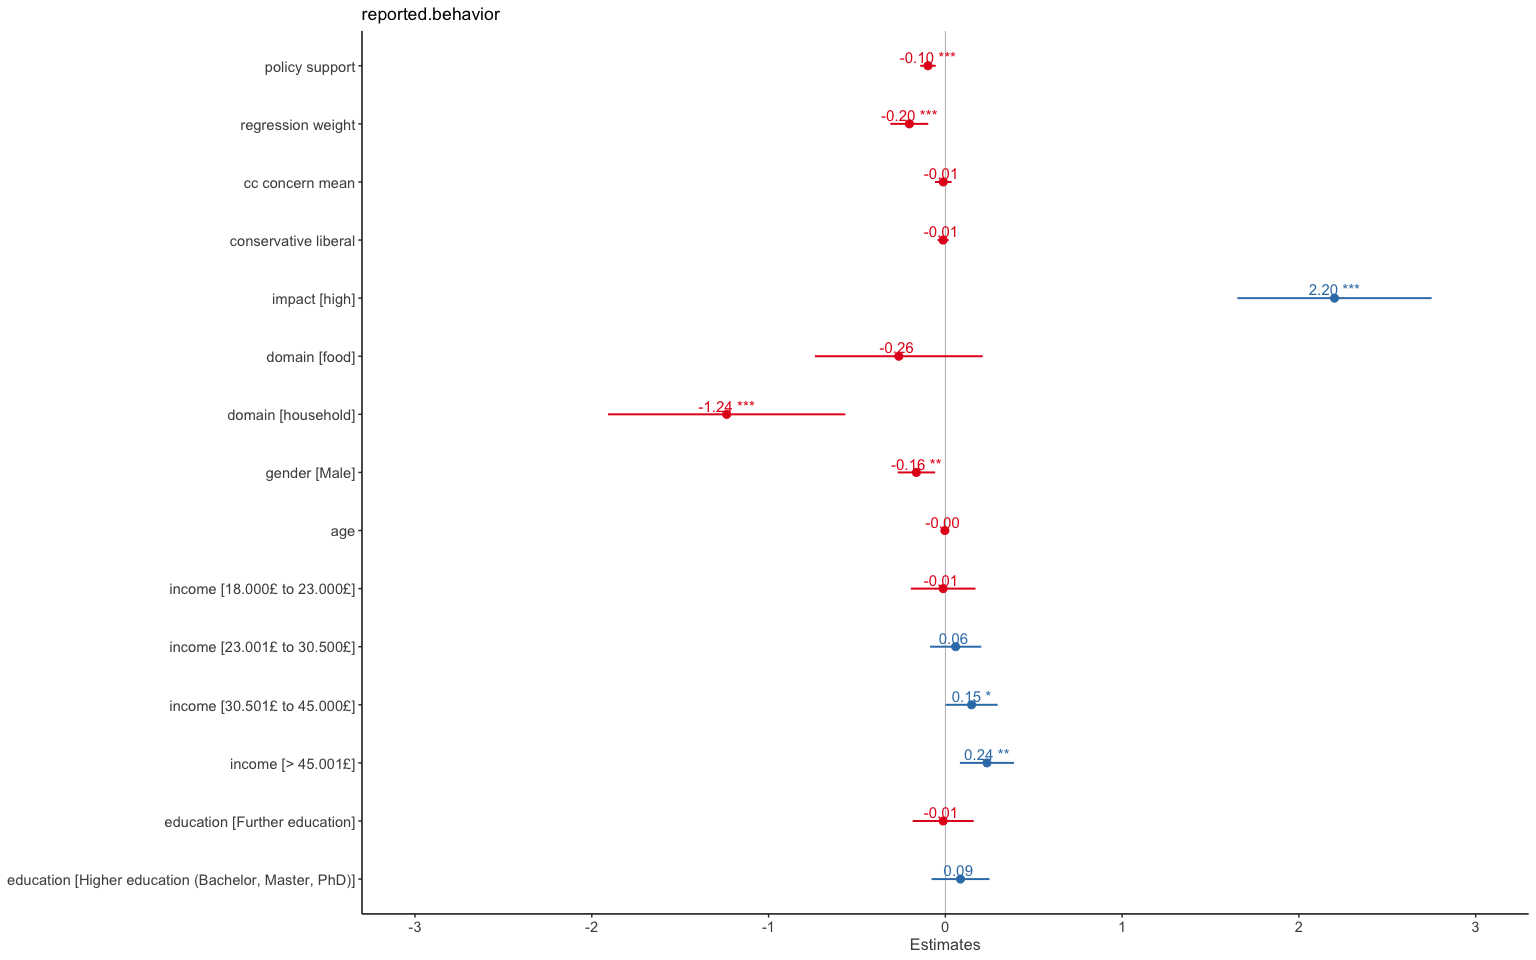 reported.behavior
policy support
-0.10 ***
regression weight
-0.20 ***
cc concern mean
-0.01
conservative liberal
-0.01
impact [high]
2.20 ***
domain [food]
-0.26
domain [household]
-1.24 ***
gender [Male]
-0.16 **
age
-0.00
income [18.000£ to 23.000£]
-0.01
income [23.001£ to 30.500£]
0.06
income [30.501£ to 45.000£]
0.15 *
income [> 45.001£]
0.24 **
education [Further education]
-0.01
education [Higher education (Bachelor, Master, PhD)]
0.09
-3 -2 -1 0 1 2 3
Estimates